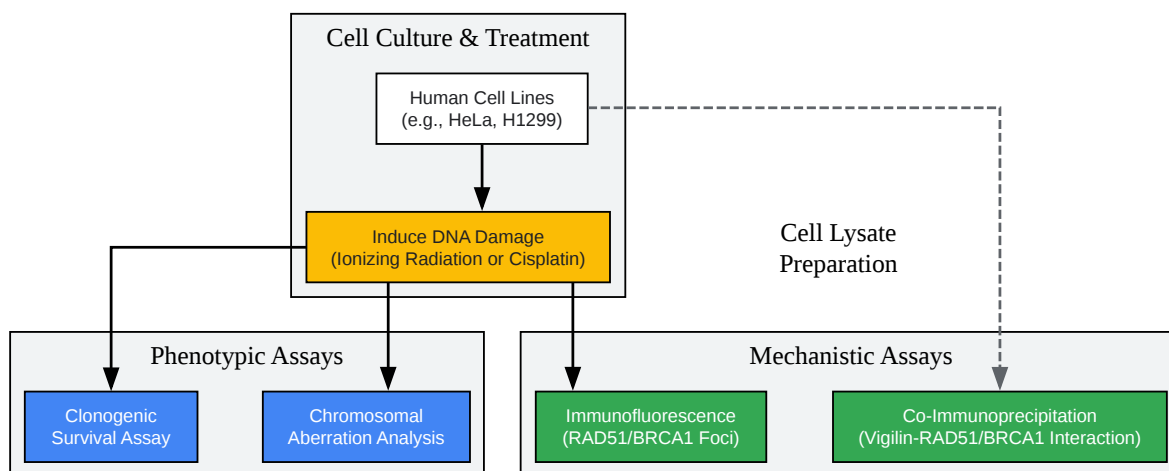 Cell Culture & Treatment
Human Cell Lines
(e.g., HeLa, H1299)
Induce DNA Damage
(Ionizing Radiation or Cisplatin)
Cell Lysate
Preparation
Phenotypic Assays
Clonogenic
Survival Assay
Chromosomal
Aberration Analysis
Mechanistic Assays
Immunofluorescence
(RAD51/BRCA1 Foci)
Co-Immunoprecipitation
(Vigilin-RAD51/BRCA1 Interaction)